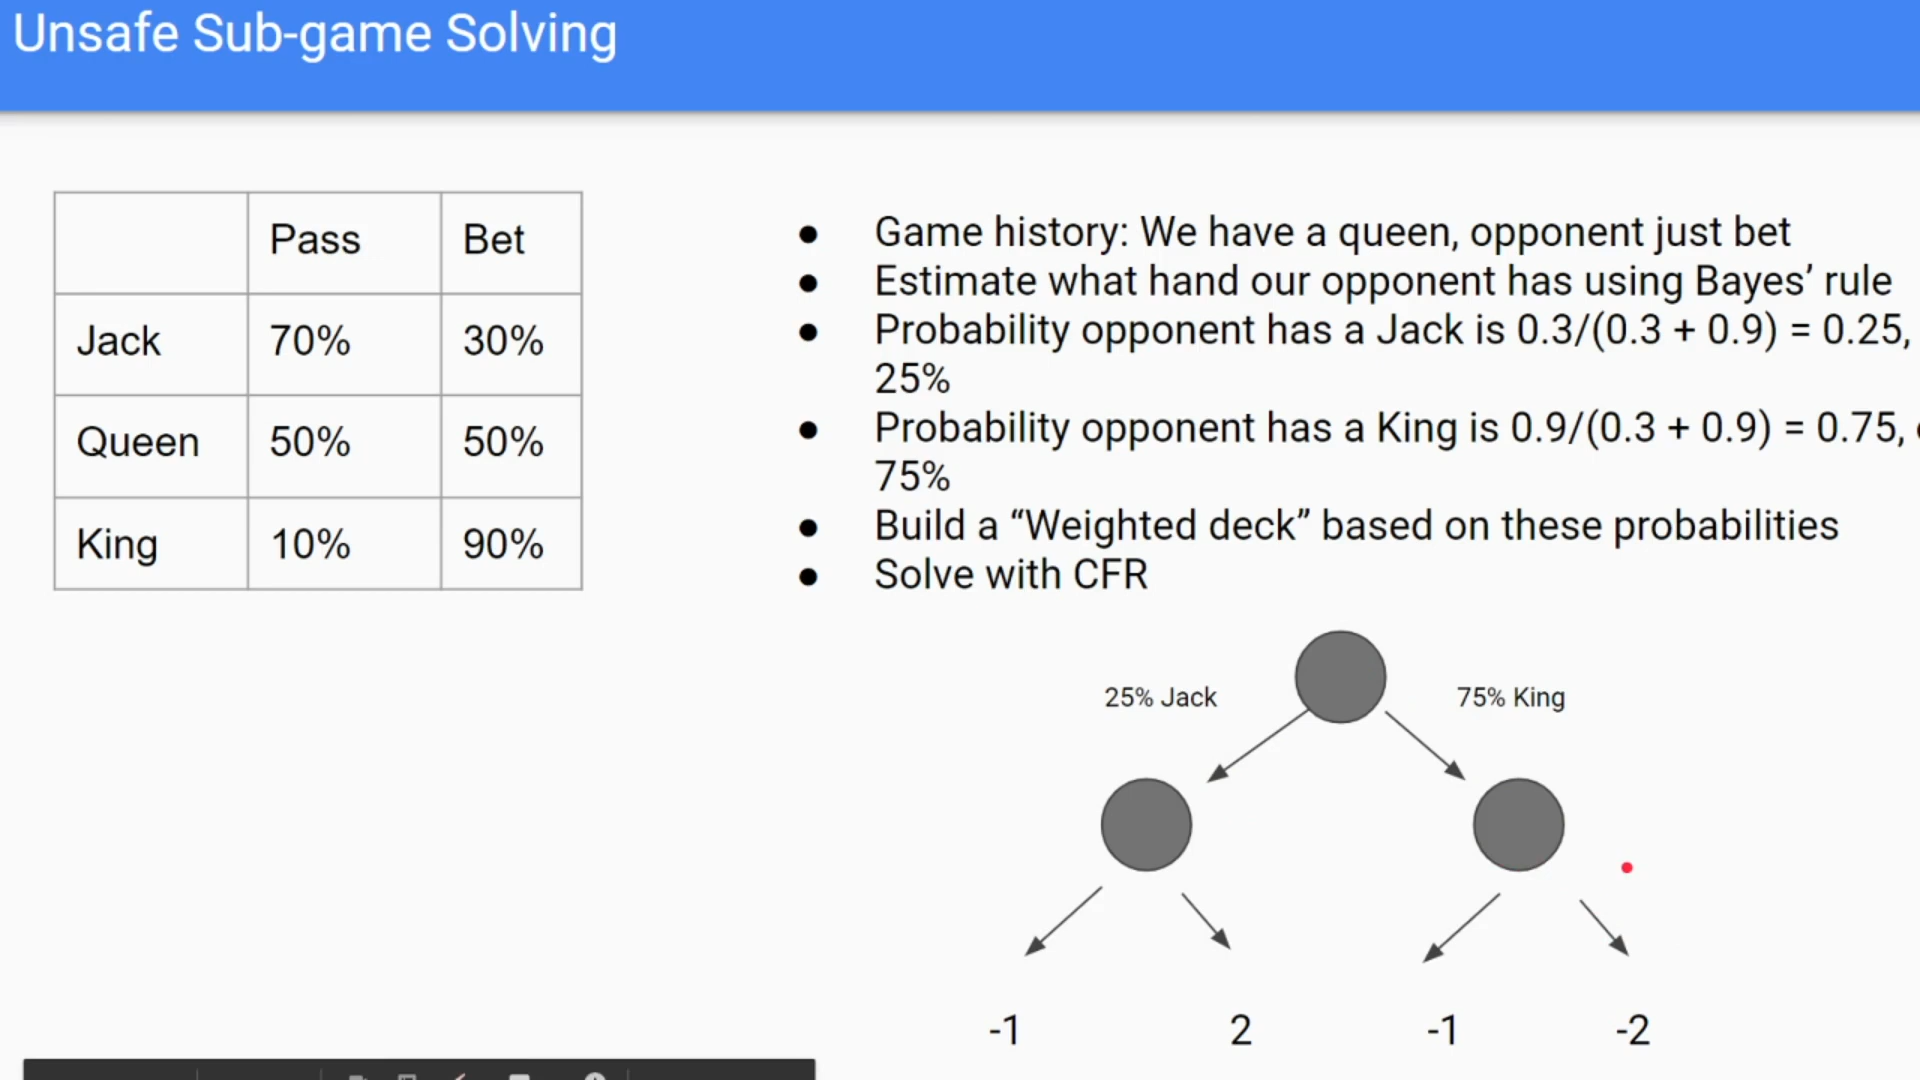 Unsafe Sub-game Solving
Pass Bet
Jack 70% 30%
Queen 50% 50%
King 10% 90%
● Game history: We have a queen, opponent just bet
● Estimate what hand our opponent has using Bayes’ rule
● Probability opponent has a Jack is 0.3/(0.3 + 0.9) = 0.25,
25%
● Probability opponent has a King is 0.9/(0.3 + 0.9) = 0.75,
75%
● Build a “Weighted deck” based on these probabilities
● Solve with CFR
25% Jack 75% King
-1 2 -1 -2